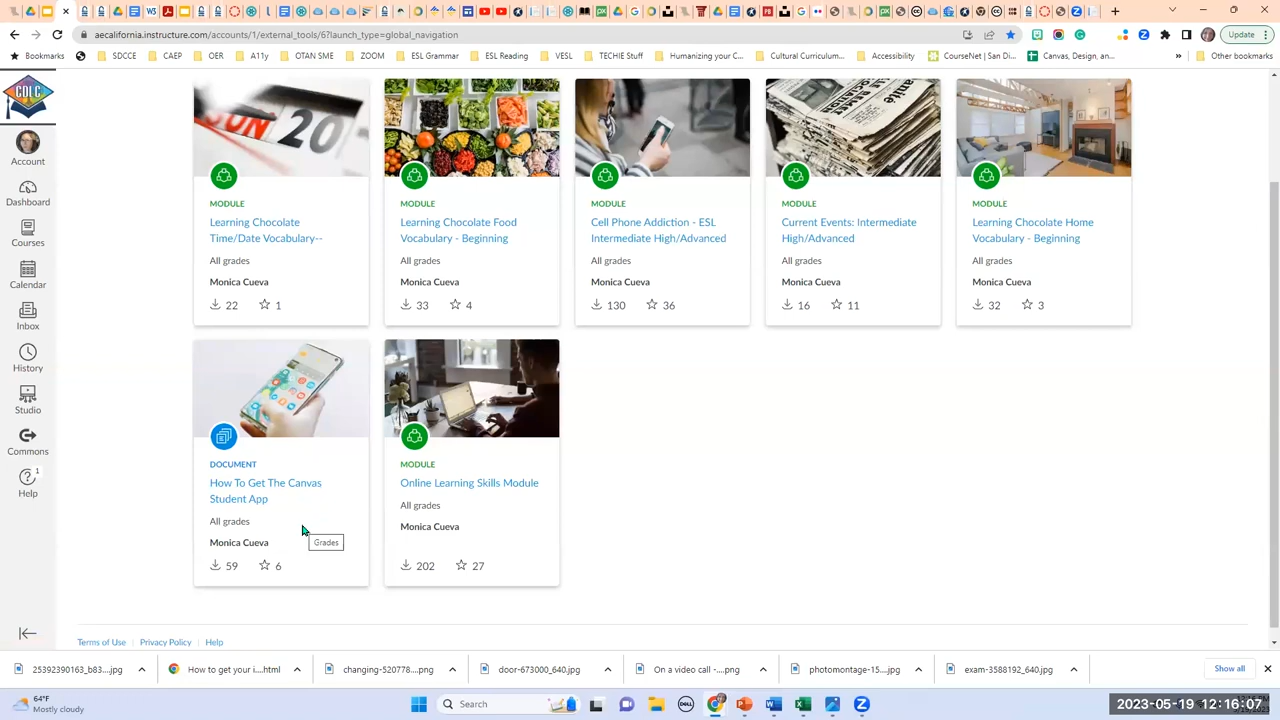 aecalifornia.instructure.com/accounts/1/external_tools/6?launch_type=global_navigation
Update
Bookmarks
SDCCE
CAEP
OER
A11y
OTAN SME
ZOOM
ESL Grammar
ESL Reading
VESL
TECHIE Stuff
Humanizing your C...
Cultural Curriculum...
Accessibility
CourseNet | San Di...
Canvas, Design, an...
»
Other bookmarks
COLC
Account
Dashboard
Courses
Calendar
Inbox
History
Studio
Commons
1
Help
20
MODULE
Learning Chocolate
Time/Date Vocabulary--
All grades
Monica Cueva
22 1
MODULE
Learning Chocolate Food
Vocabulary - Beginning
All grades
Monica Cueva
33 4
MODULE
Cell Phone Addiction - ESL
Intermediate High/Advanced
All grades
Monica Cueva
130 36
MODULE
Current Events: Intermediate
High/Advanced
All grades
Monica Cueva
16 11
MODULE
Learning Chocolate Home
Vocabulary - Beginning
All grades
Monica Cueva
32 3
DOCUMENT
How To Get The Canvas
Student App
All grades
Monica Cueva
Grades
59 6
MODULE
Online Learning Skills Module
All grades
Monica Cueva
202 27
Terms of Use | Privacy Policy | Help
25392390163_b83....jpg
How to get your i....html
changing-520778....png
door-673000_640.jpg
On a video call -....png
photomontage-15....jpg
exam-3588192_640.jpg
Show all
64°F
Mostly cloudy
Search
DELL
2023-05-19 12:16:07